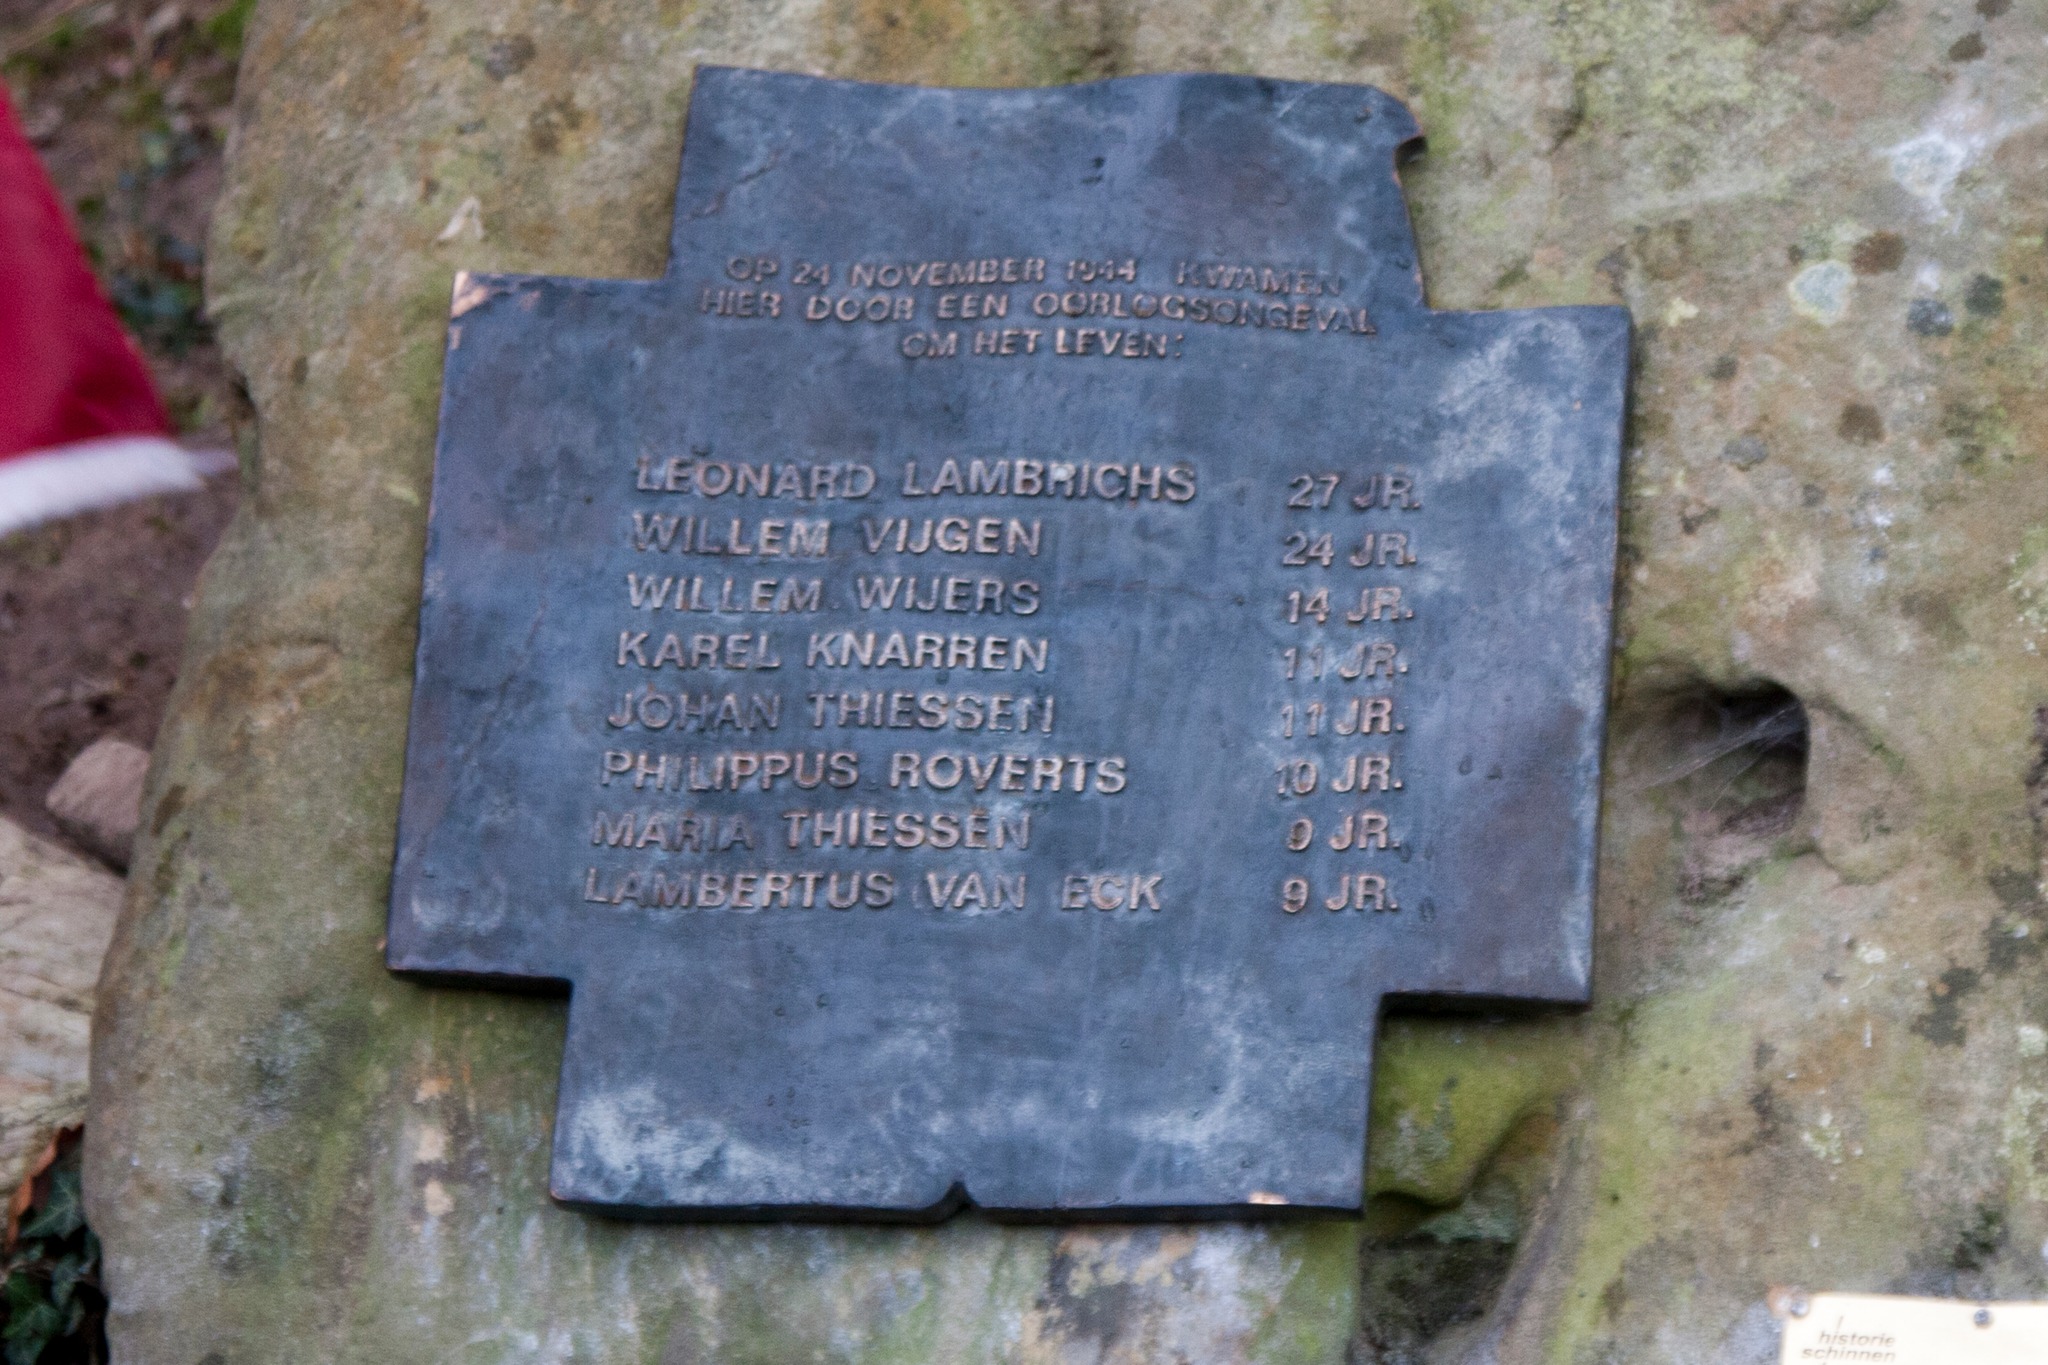 OP 24 NOVEMBER 1944 KWAMEN
HIER DOOR EEN OORLOGSONGEVAL
OM HET LEVEN:
LEONARD LAMBRICHS 27 JR.
WILLEM VIJGEN 24 JR.
WILLEM WIJERS 14 JR.
KAREL KNARREN 11 JR.
JOHAN THIESSEN 11 JR.
PHILIPPUS ROVERTS 10 JR.
MARIA THIESSEN 9 JR.
LAMBERTUS VAN ECK 9 JR.
historie
schinnen